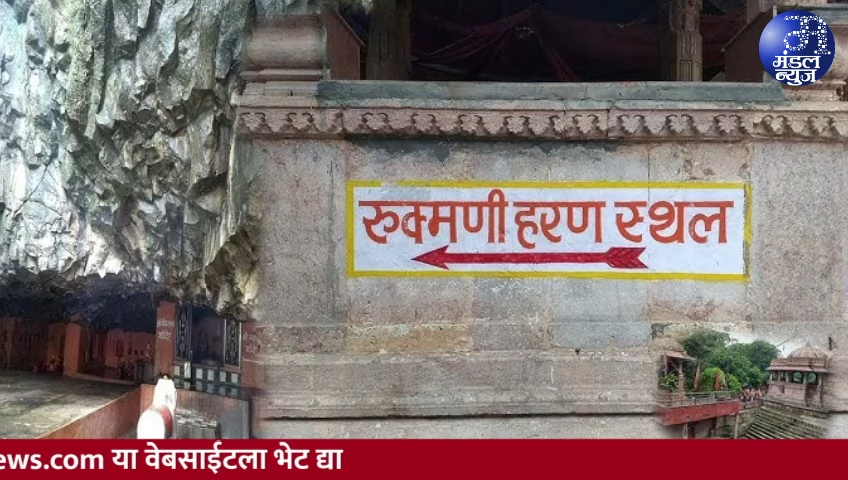 मंडल
न्युज
रुक्मणी हरण स्थल
ews.com या वेबसाईटला भेट द्या